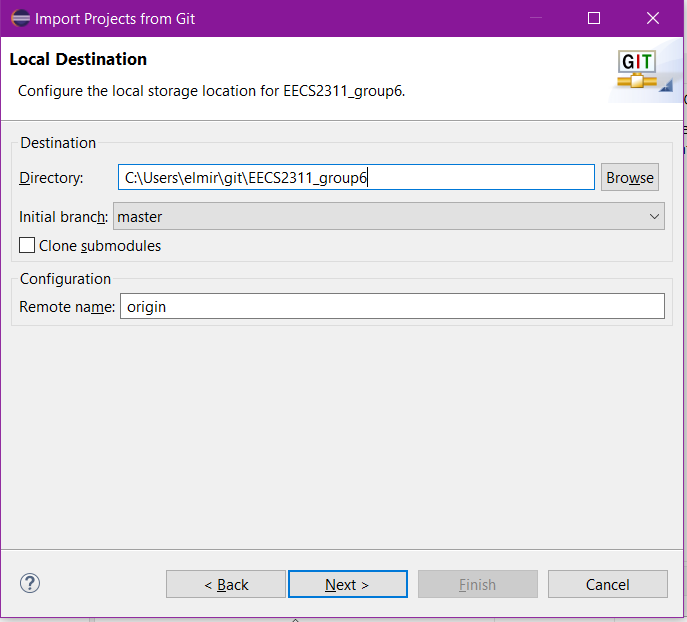 Import Projects from Git
Local Destination
Configure the local storage location for EECS2311_group6.
GIT
Destination
Directory: C:\Users\elmir\git\EECS2311_group6 Browse
Initial branch: master
Clone submodules
Configuration
Remote name: origin
? < Back Next > Finish Cancel